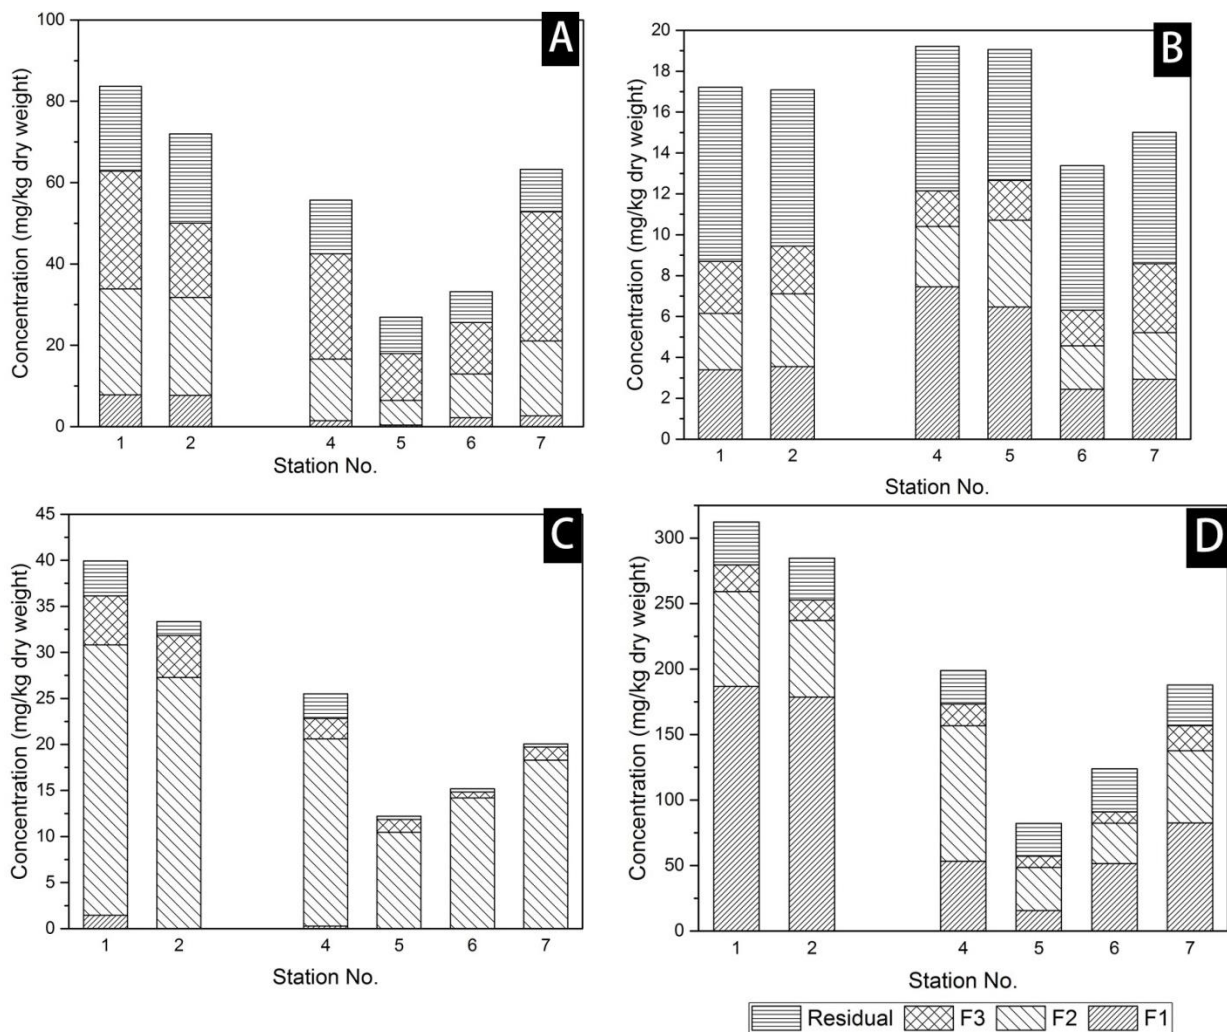 A
Concentration (mg/kg dry weight)
100
80
60
40
20
0
1 2 4 5 6 7
Station No.
B
Concentration (mg/kg dry weight)
20
18
16
14
12
10
8
6
4
2
0
1 2 4 5 6 7
Station No.
C
Concentration (mg/kg dry weight)
45
40
35
30
25
20
15
10
5
0
1 2 4 5 6 7
Station No.
D
Concentration (mg/kg dry weight)
300
250
200
150
100
50
0
1 2 4 5 6 7
Station No.
Residual F3 F2 F1